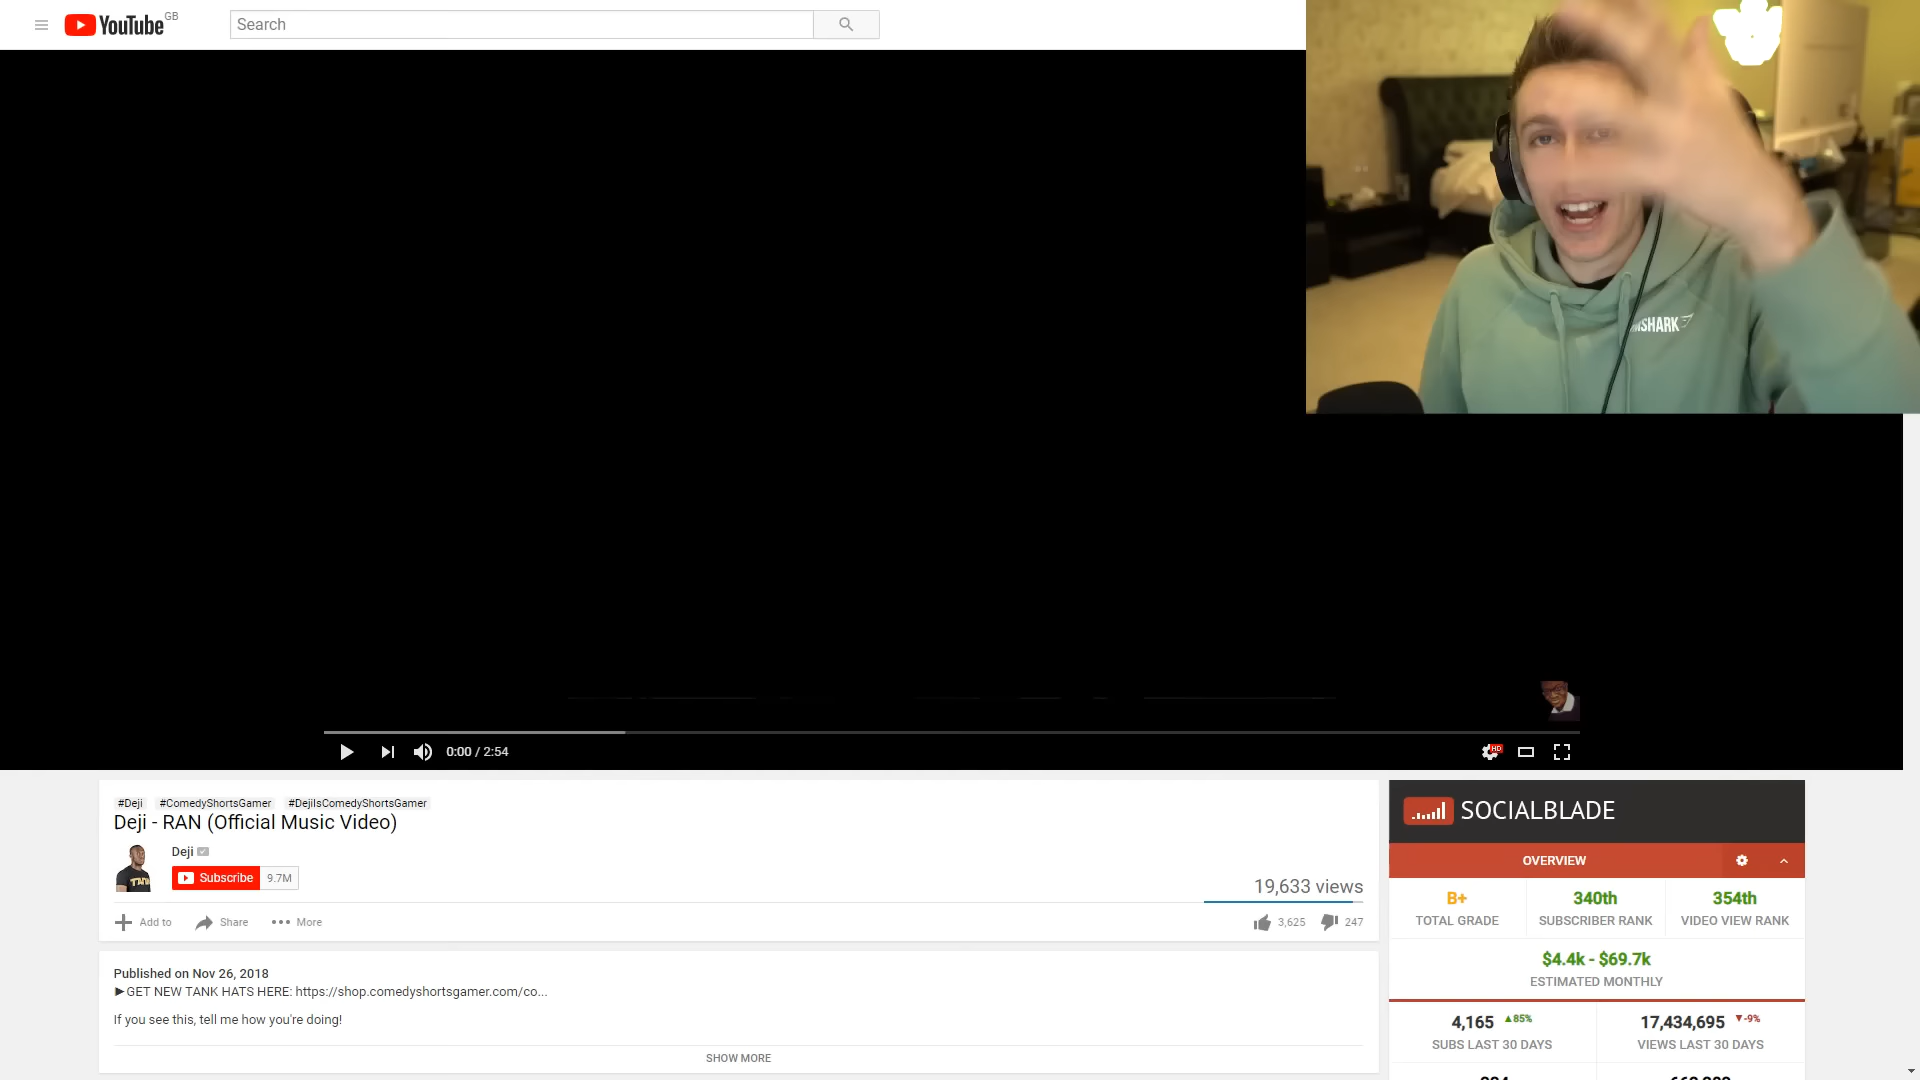 YouTube GB
Search
SHARK
HD
0:00 / 2:54
#Deji #ComedyShortsGamer #DejiIsComedyShortsGamer
Deji - RAN (Official Music Video)
Deji
Subscribe 9.7M
19,633 views
Add to Share More
3,625 247
Published on Nov 26, 2018
►GET NEW TANK HATS HERE: https://shop.comedyshortsgamer.com/co...
If you see this, tell me how you're doing!
SHOW MORE
SOCIALBLADE
OVERVIEW
B+ 340th 354th
TOTAL GRADE SUBSCRIBER RANK VIDEO VIEW RANK
$4.4k - $69.7k
ESTIMATED MONTHLY
4,165 ▲85% 17,434,695 ▼-9%
SUBS LAST 30 DAYS VIEWS LAST 30 DAYS